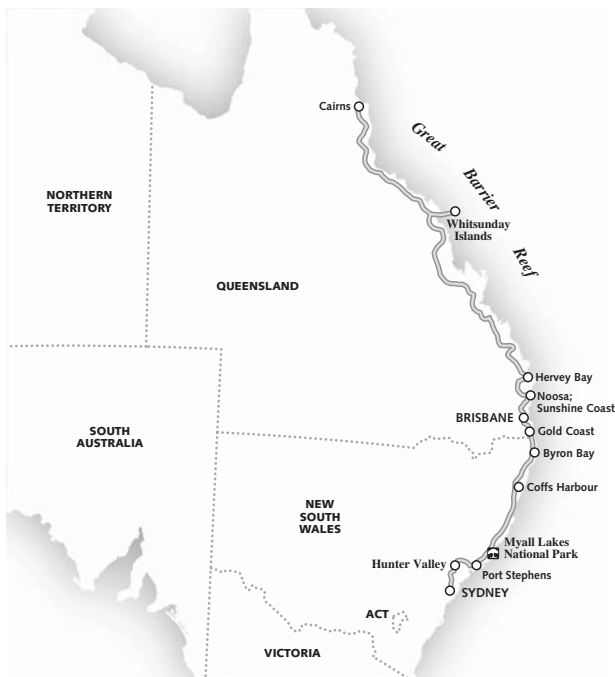 Cairns
Great
Barrier
Reef
NORTHERN
TERRITORY
Whitsunday
Islands
QUEENSLAND
Hervey Bay
Noosa;
Sunshine Coast
BRISBANE
Gold Coast
SOUTH
AUSTRALIA
Byron Bay
Coffs Harbour
NEW
SOUTH
WALES
Myall Lakes
National Park
Hunter Valley
Port Stephens
SYDNEY
ACT
VICTORIA